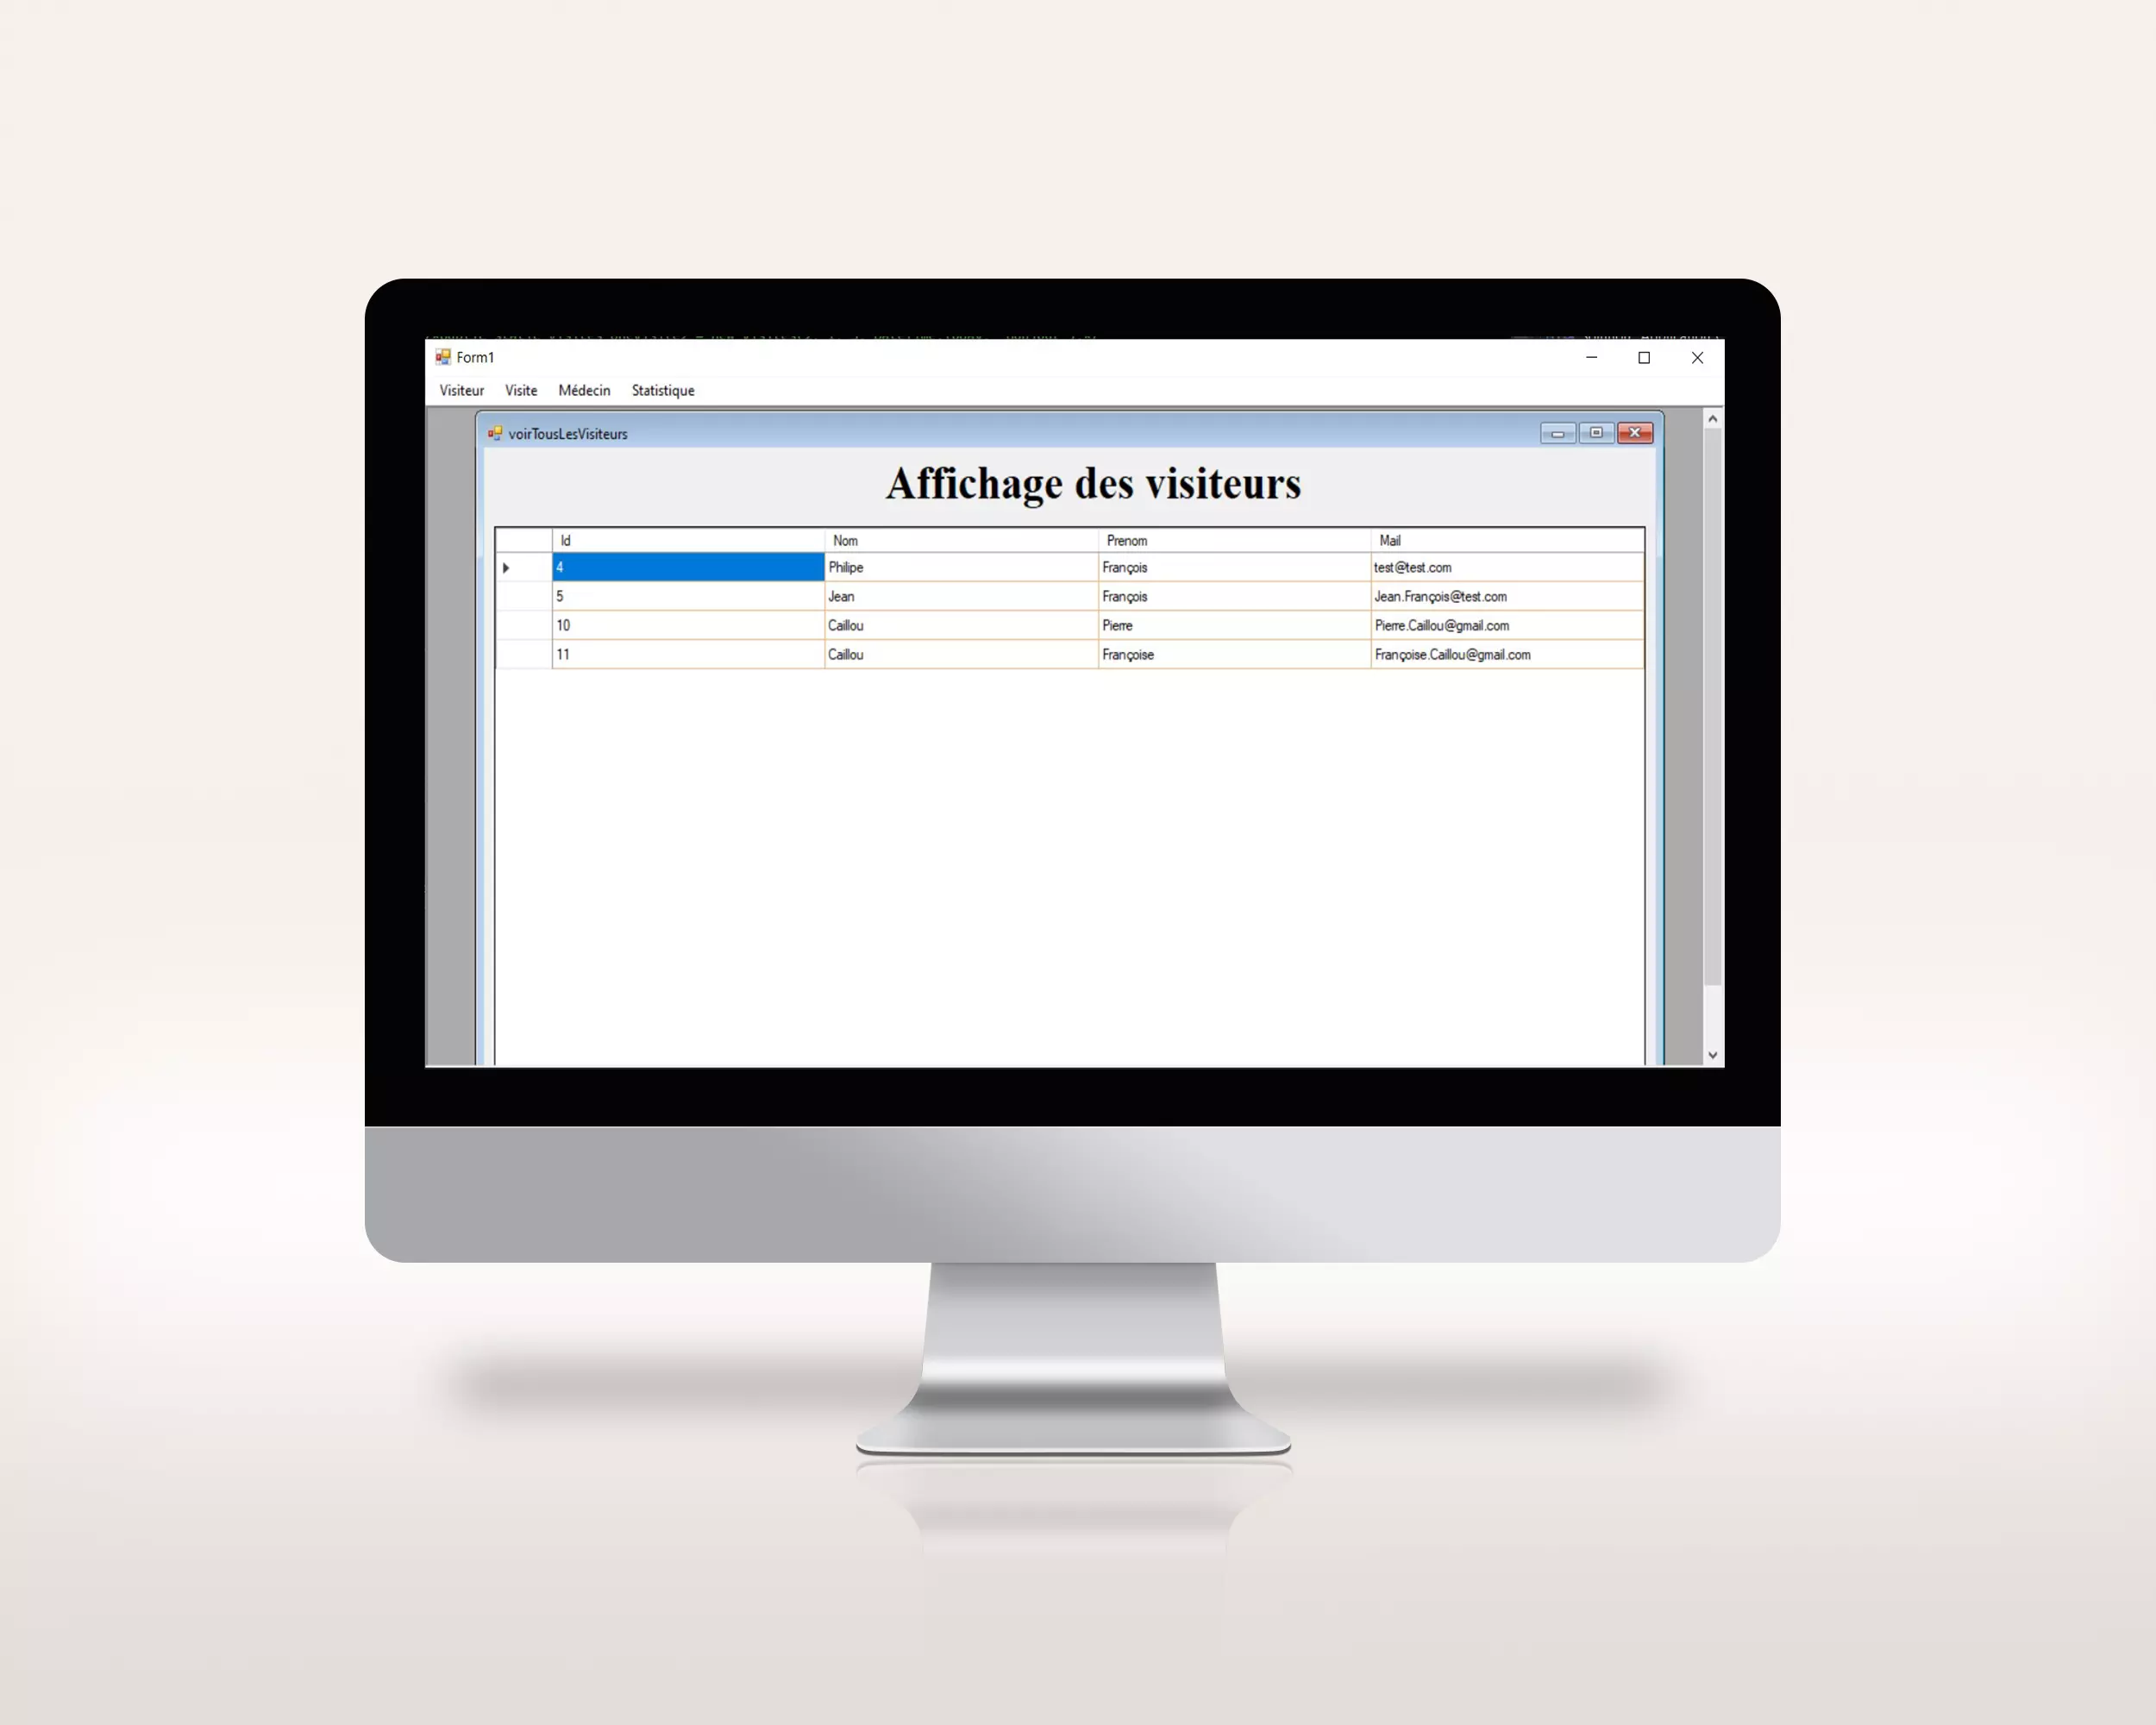 Form1
Visiteur Visite Médecin Statistique
voirTousLesVisiteurs
Affichage des visiteurs
Id Nom Prenom Mail
4 Philipe François test@test.com
5 Jean François Jean.François@test.com
10 Caillou Pierre Pierre.Caillou@gmail.com
11 Caillou Françoise Françoise.Caillou@gmail.com